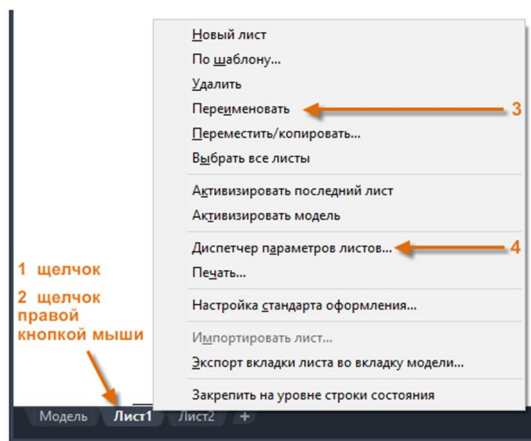 Новый лист
По шаблону...
Удалить
Переименовать
3
Переместить/копировать...
Выбрать все листы
Активизировать последний лист
Активизировать модель
Диспетчер параметров листов...
4
Печать...
Настройка стандарта оформления...
Импортировать лист...
Экспорт вкладки листа во вкладку модели...
Закрепить на уровне строки состояния
1 щелчок
2 щелчок
правой
кнопкой мыши
Модель Лист1 Лист2 +